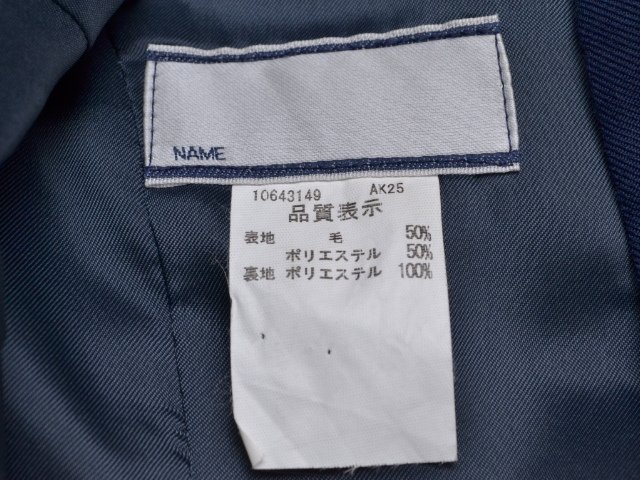 NAME
10643149 AK25
品質表示
表地 毛 50%
ポリエステル 50%
裏地 ポリエステル 100%